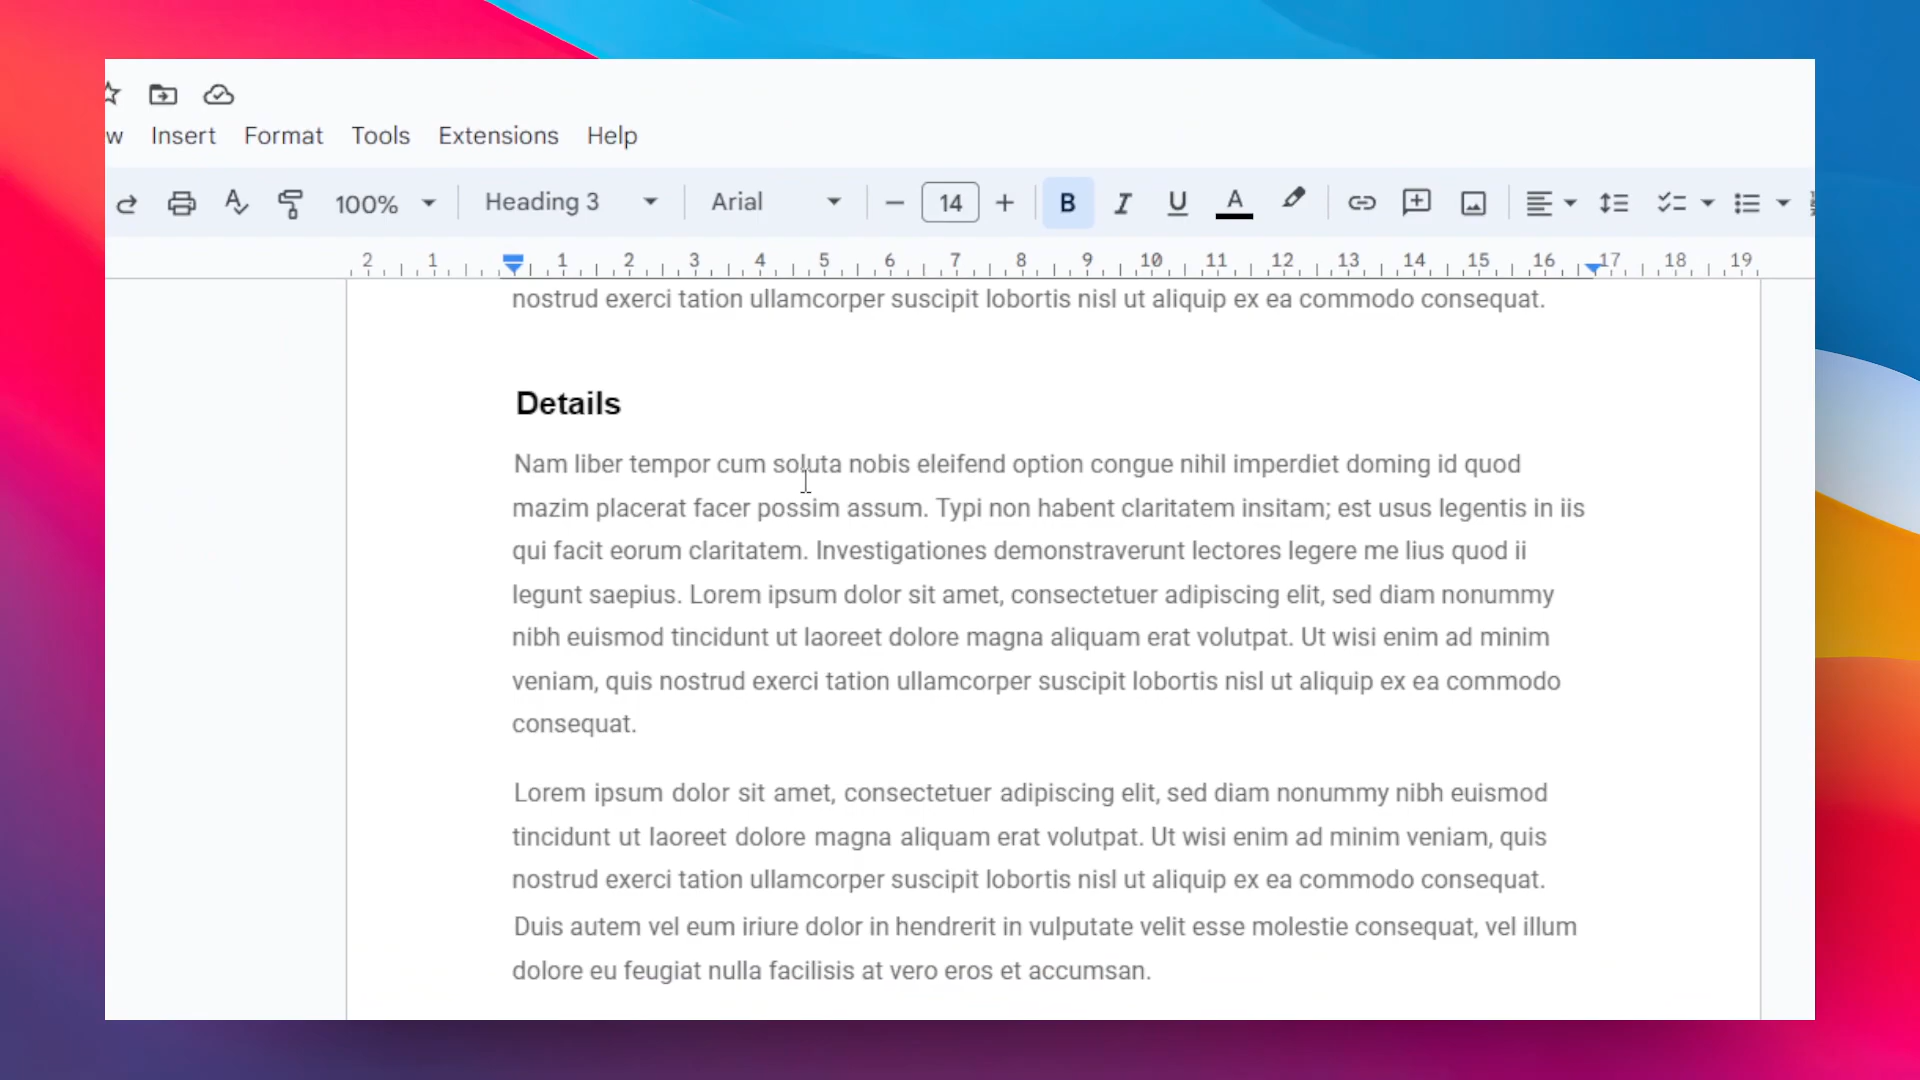 w Insert Format Tools Extensions Help
100% Heading 3 Arial 14 B I U A
2 1 1 2 3 4 5 6 7 8 9 10 11 12 13 14 15 16 17 18 19
nostrud exerci tation ullamcorper suscipit lobortis nisl ut aliquip ex ea commodo consequat.
Details
Nam liber tempor cum soluta nobis eleifend option congue nihil imperdiet doming id quod
mazim placerat facer possim assum. Typi non habent claritatem insitam; est usus legentis in iis
qui facit eorum claritatem. Investigationes demonstraverunt lectores legere me lius quod ii
legunt saepius. Lorem ipsum dolor sit amet, consectetuer adipiscing elit, sed diam nonummy
nibh euismod tincidunt ut laoreet dolore magna aliquam erat volutpat. Ut wisi enim ad minim
veniam, quis nostrud exerci tation ullamcorper suscipit lobortis nisl ut aliquip ex ea commodo
consequat.
Lorem ipsum dolor sit amet, consectetuer adipiscing elit, sed diam nonummy nibh euismod
tincidunt ut laoreet dolore magna aliquam erat volutpat. Ut wisi enim ad minim veniam, quis
nostrud exerci tation ullamcorper suscipit lobortis nisl ut aliquip ex ea commodo consequat.
Duis autem vel eum iriure dolor in hendrerit in vulputate velit esse molestie consequat, vel illum
dolore eu feugiat nulla facilisis at vero eros et accumsan.